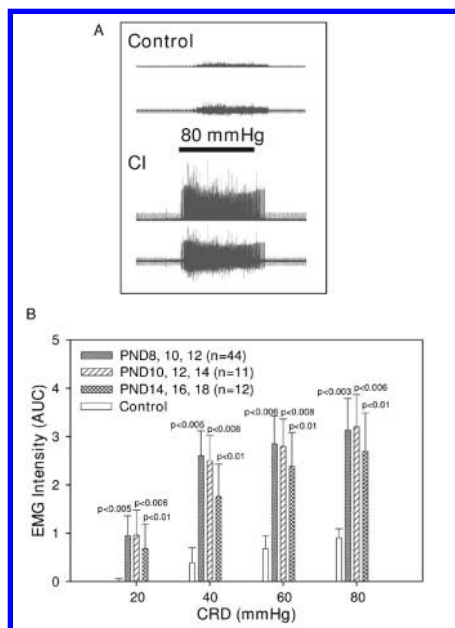 A
Control
80 mmHg
CI
B
5
4
3
2
1
0
EMG Intensity (AUC)
PND8, 10, 12 (n=44)
PND10, 12, 14 (n=11)
PND14, 16, 18 (n=12)
Control
p<0.005
p<0.006
p<0.01
p<0.006
p<0.008
p<0.01
p<0.006
p<0.008
p<0.01
p<0.003
p<0.006
p<0.01
20
40
60
80
CRD (mmHg)